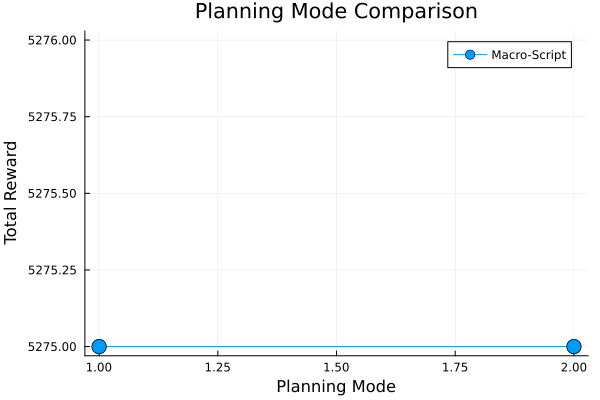 Planning Mode Comparison
Macro-Script
Total Reward
5276.00
5275.75
5275.50
5275.25
5275.00
1.00 1.25 1.50 1.75 2.00
Planning Mode